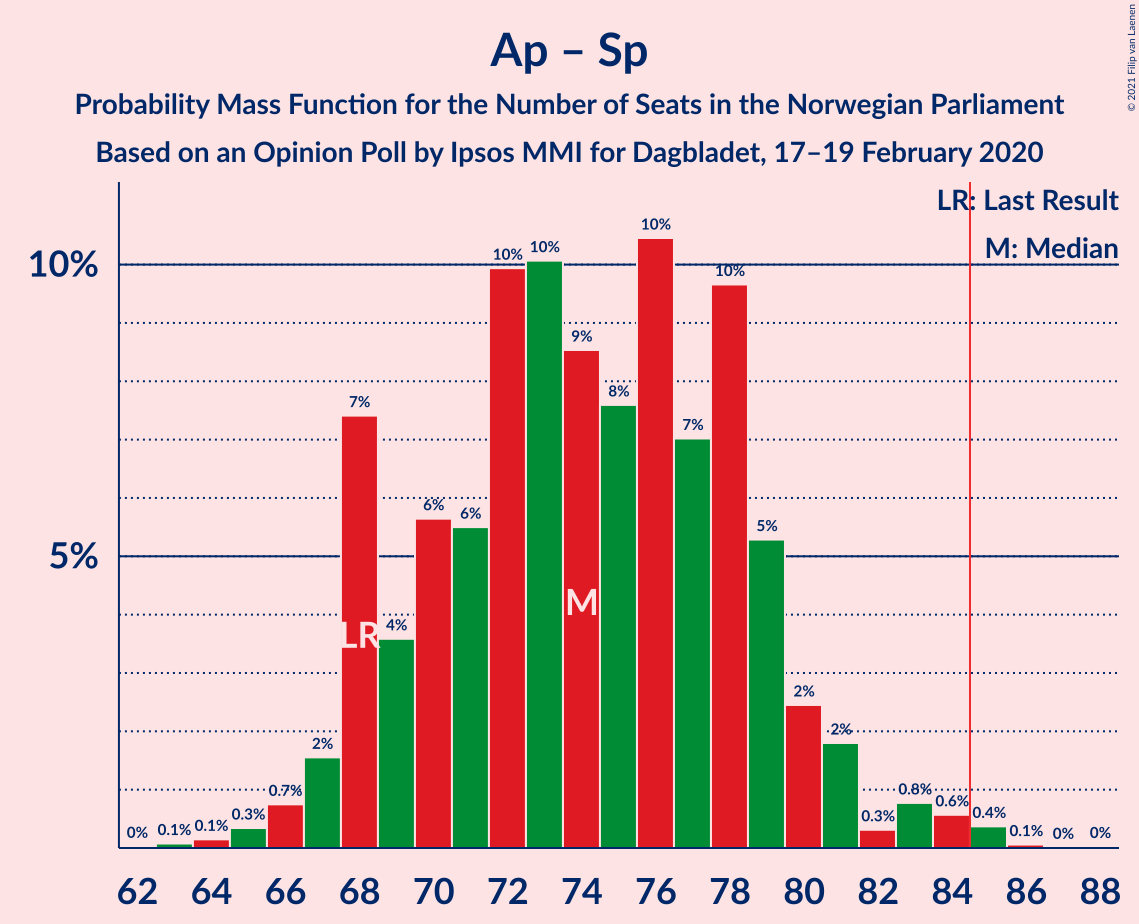 Ap – Sp
Probability Mass Function for the Number of Seats in the Norwegian Parliament
Based on an Opinion Poll by Ipsos MMI for Dagbladet, 17–19 February 2020
© 2021 Filip van Laenen
LR: Last Result
M: Median
10%
5%
0% 0.1% 0.1% 0.3% 0.7% 2% 7% 4% 6% 6% 10% 10% 9% 8% 10% 7% 10% 5% 2% 2% 0.3% 0.8% 0.6% 0.4% 0.1% 0% 0%
LR M
62 64 66 68 70 72 74 76 78 80 82 84 86 88